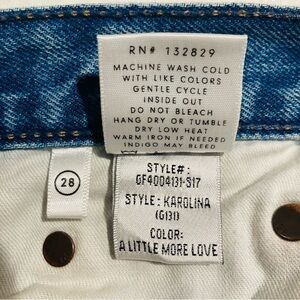 RN# 132829
MACHINE WASH COLD
WITH LIKE COLORS
GENTLE CYCLE
INSIDE OUT
DO NOT BLEACH
HANG DRY OR TUMBLE
DRY LOW HEAT
WARM IRON IF NEEDED
INDIGO MAY BLEED
28
STYLE#:
GF4004131-S17
STYLE: KAROLINA
(G131)
COLOR:
A LITTLE MORE LOVE